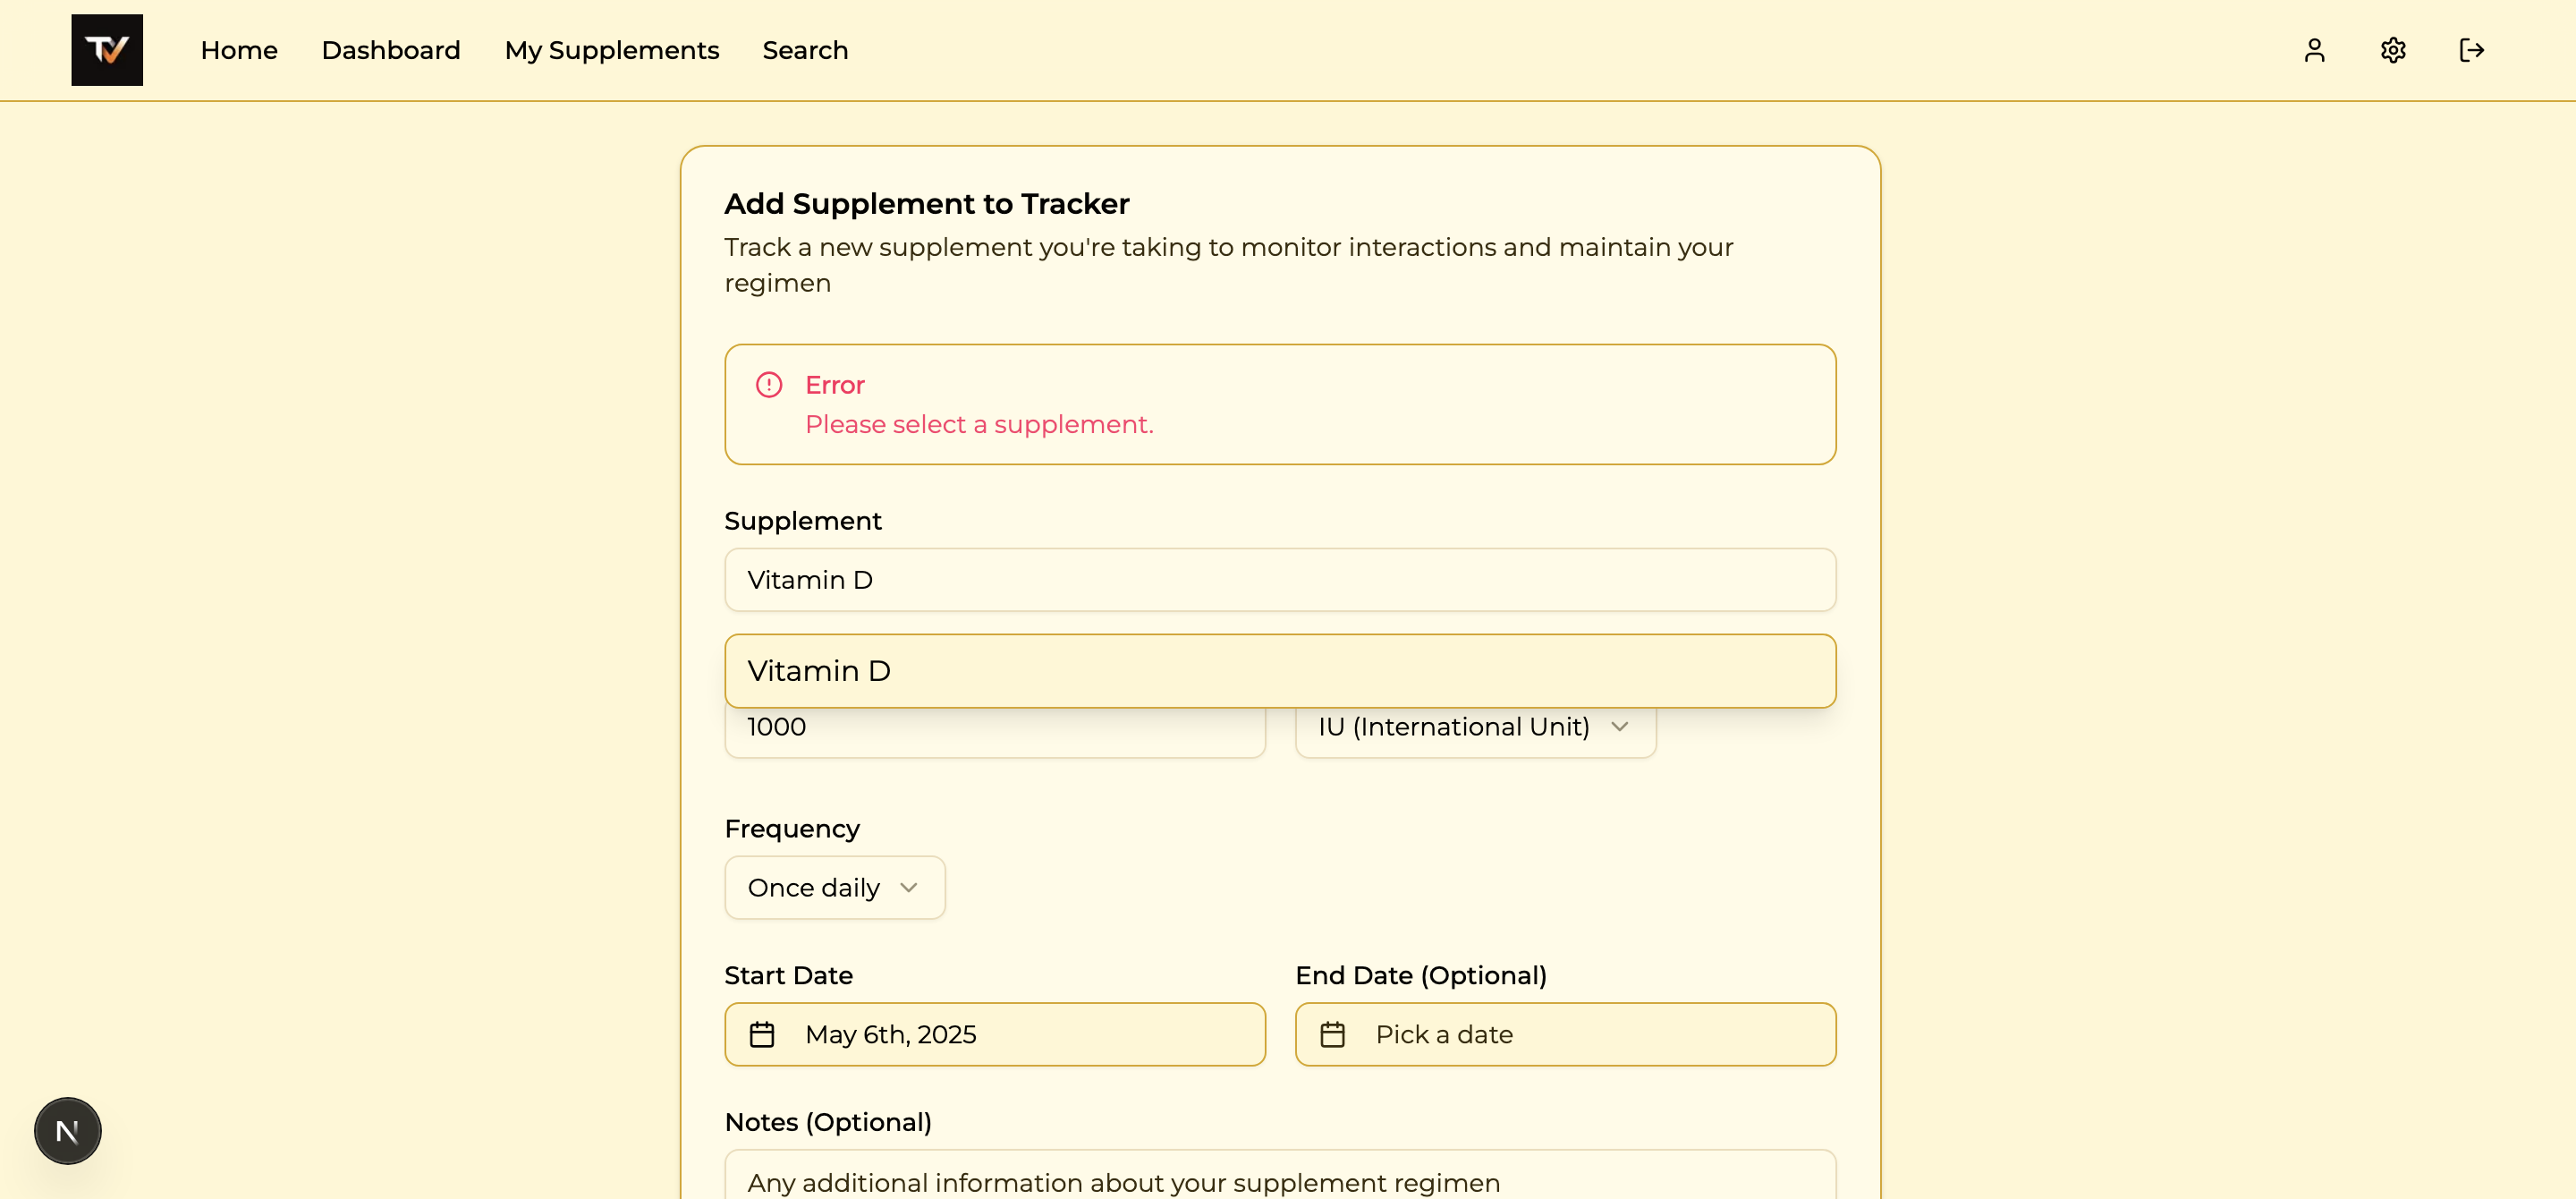 TV
Home
Dashboard
My Supplements
Search
Add Supplement to Tracker
Track a new supplement you're taking to monitor interactions and maintain your
regimen
Error
Please select a supplement.
Supplement
Vitamin D
Vitamin D
1000
IU (International Unit)
Frequency
Once daily
Start Date
End Date (Optional)
May 6th, 2025
Pick a date
Notes (Optional)
Any additional information about your supplement regimen
N